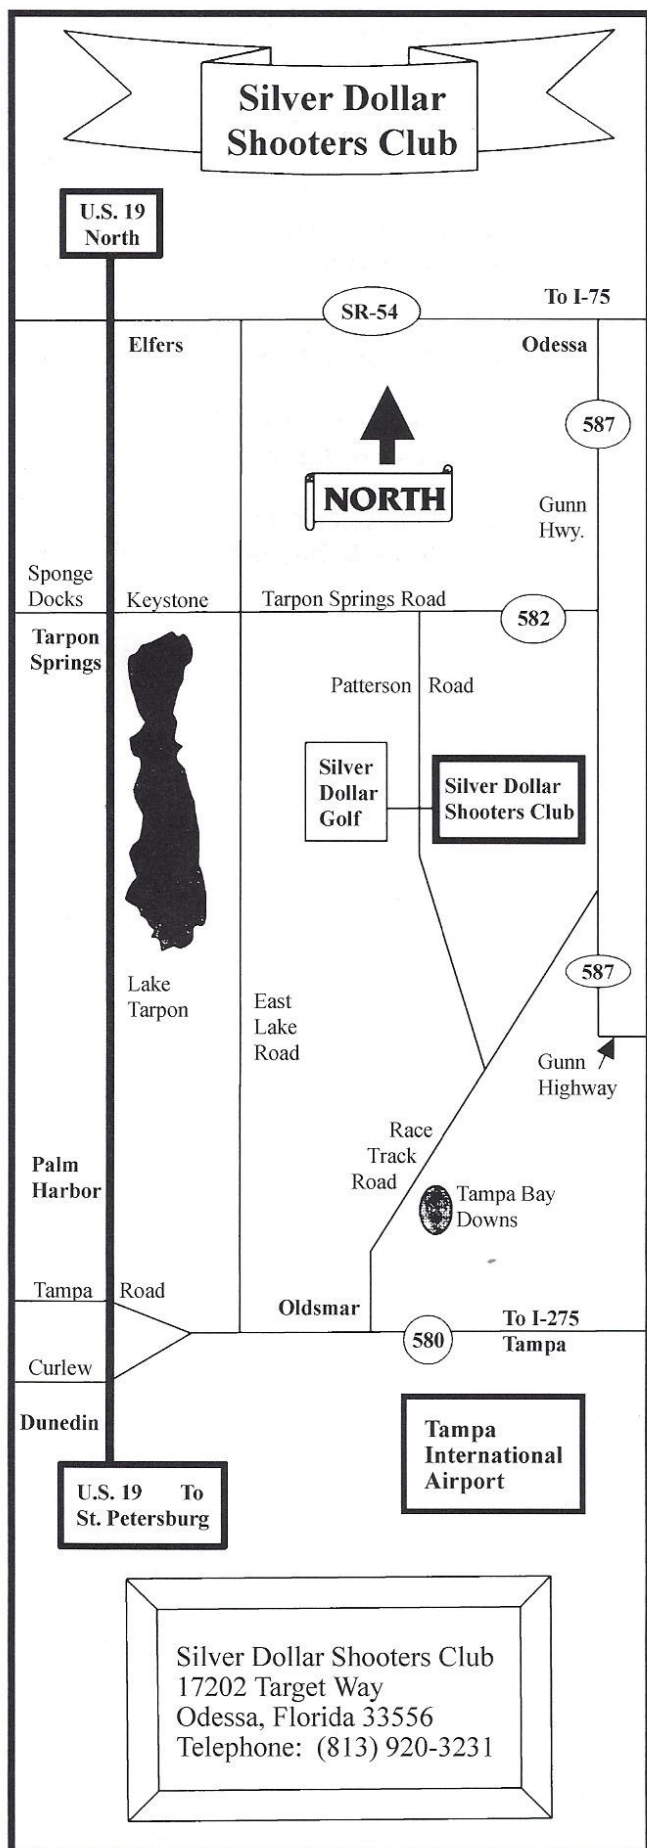 Silver Dollar
Shooters Club
U.S. 19
North
To I-75
SR-54
Elfers
Odessa
587
NORTH
Gunn
Hwy.
Sponge
Docks
Keystone
Tarpon Springs Road
582
Tarpon
Springs
Patterson Road
Silver
Dollar
Golf
Silver Dollar
Shooters Club
587
Lake
Tarpon
East
Lake
Road
Gunn
Highway
Race
Track
Road
Palm
Harbor
Tampa Bay
Downs
Tampa Road
Oldsmar
To I-275
580
Tampa
Curlew
Dunedin
Tampa
International
Airport
U.S. 19 To
St. Petersburg
Silver Dollar Shooters Club
17202 Target Way
Odessa, Florida 33556
Telephone: (813) 920-3231